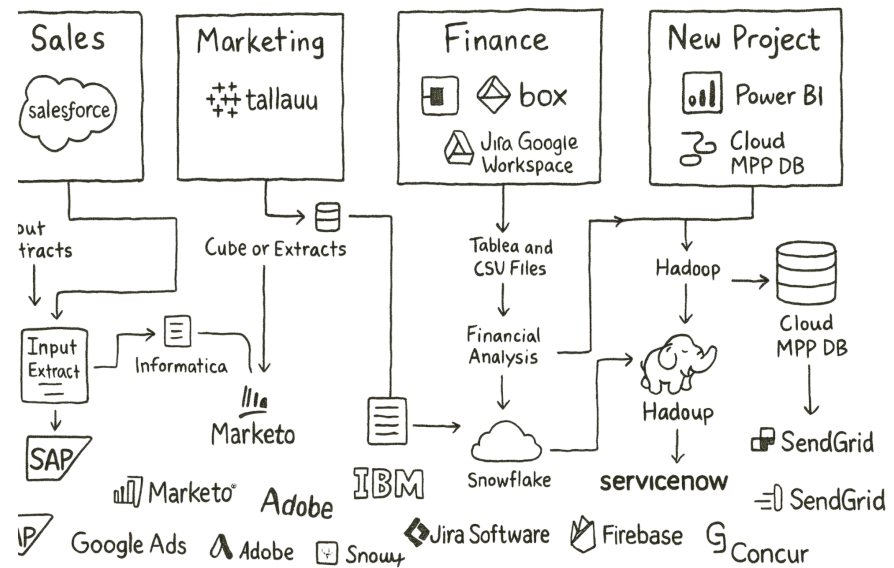 Sales
Marketing
Finance
New Project
salesforce
tallauu
box
Jira Google
Workspace
Power BI
Cloud
MPP DB
out
tracts
Cube or Extracts
Tablea and
CSV Files
Hadoop
Cloud
MPP DB
Input
Extract
Informatica
Financial
Analysis
Marketo
Hadoup
SAP
IBM
Snowflake
servicenow
SendGrid
Marketo
Adobe
SendGrid
AP
Google Ads
Adobe
Jira Software
Firebase
Concur